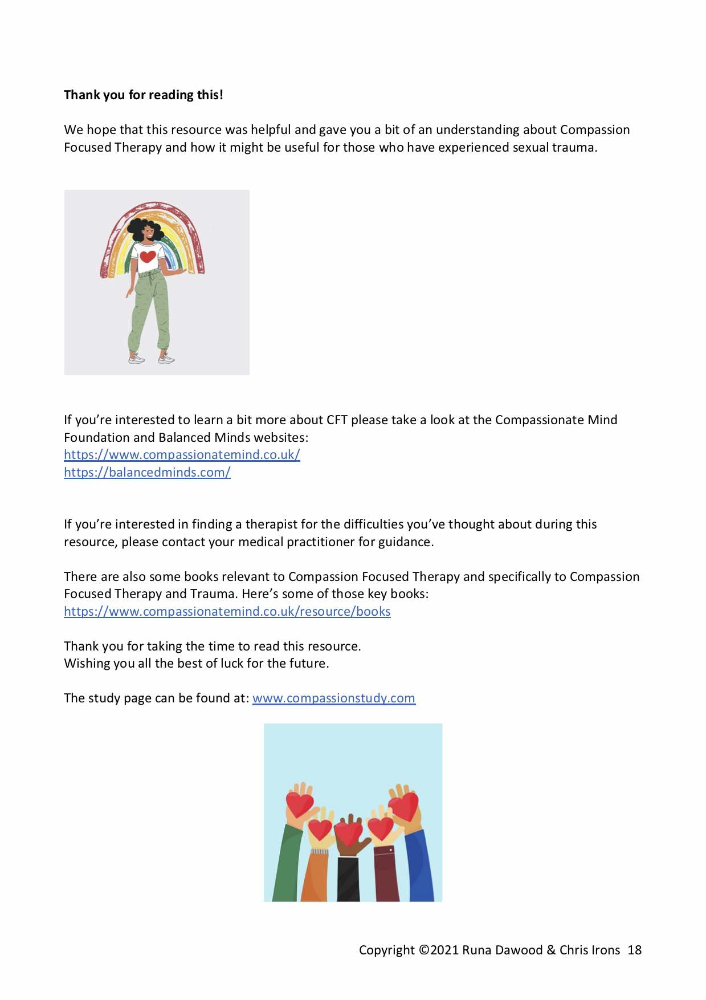 Thank you for reading this!
We hope that this resource was helpful and gave you a bit of an understanding about Compassion
Focused Therapy and how it might be useful for those who have experienced sexual trauma.
If you’re interested to learn a bit more about CFT please take a look at the Compassionate Mind
Foundation and Balanced Minds websites:
https://www.compassionatemind.co.uk/
https://balancedminds.com/
If you’re interested in finding a therapist for the difficulties you’ve thought about during this
resource, please contact your medical practitioner for guidance.
There are also some books relevant to Compassion Focused Therapy and specifically to Compassion
Focused Therapy and Trauma. Here’s some of those key books:
https://www.compassionatemind.co.uk/resource/books
Thank you for taking the time to read this resource.
Wishing you all the best of luck for the future.
The study page can be found at: www.compassionstudy.com
Copyright ©2021 Runa Dawood & Chris Irons 18